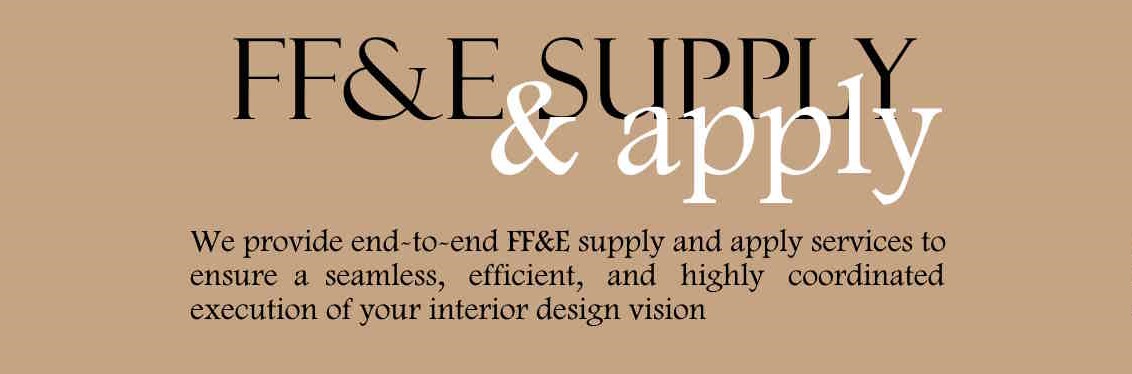 FF&E SUPPLY
& apply
We provide end-to-end FF&E supply and apply services to
ensure a seamless, efficient, and highly coordinated
execution of your interior design vision